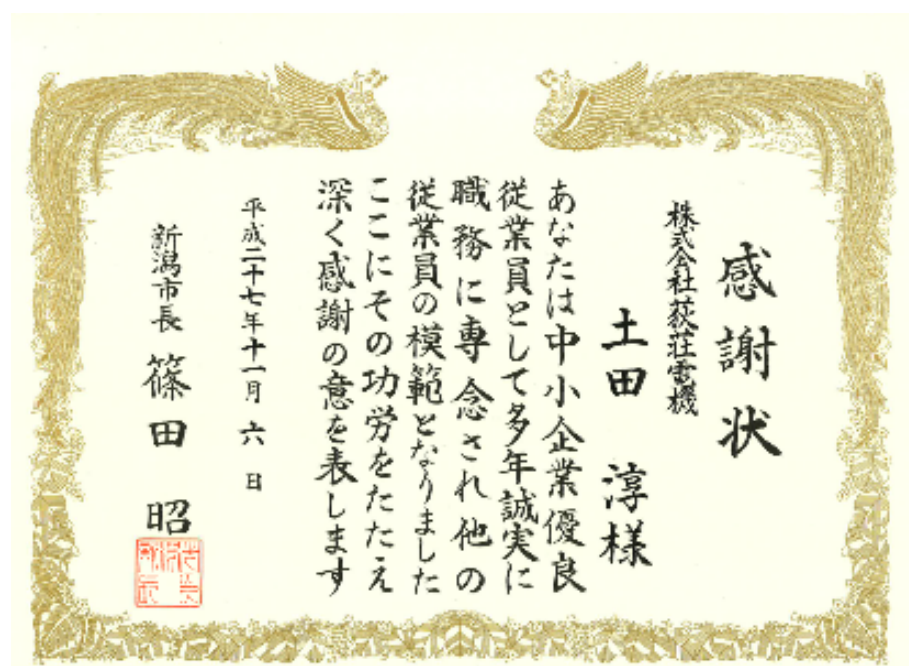 感謝状
株式会社荻荘電機
土田 淳様
あなたは中小企業優良
従業員として多年誠実に
職務に専念され他の
従業員の模範となりました
ここにその功労をたたえ
深く感謝の意を表します
平成二十七年十一月六日
新潟市長 篠田 昭